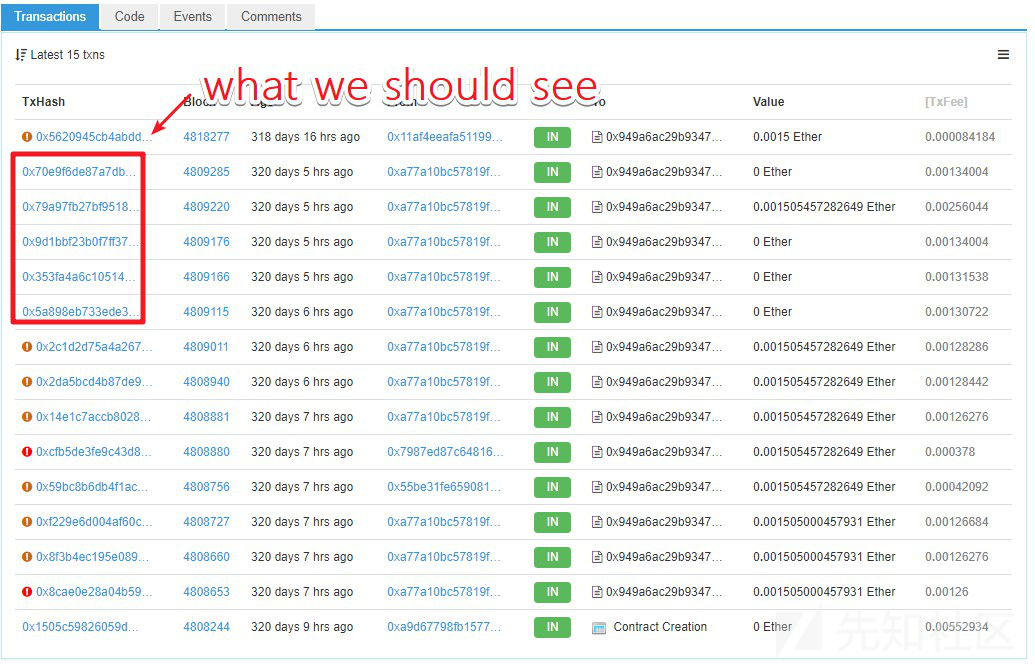 Transactions Code Events Comments
Latest 15 txns
what we should see
TxHash Block Age From To Value [TxFee]
0x5620945cb4abdd... 4818277 318 days 16 hrs ago 0x11af4eeafa51199... IN 0x949a6ac29b9347... 0.0015 Ether 0.000084184
0x70e9f6de87a7db... 4809285 320 days 5 hrs ago 0xa77a10bc57819f... IN 0x949a6ac29b9347... 0 Ether 0.00134004
0x79a97fb27bf9518... 4809220 320 days 5 hrs ago 0xa77a10bc57819f... IN 0x949a6ac29b9347... 0.001505457282649 Ether 0.00256044
0x9d1bbf23b0f7ff37... 4809176 320 days 5 hrs ago 0xa77a10bc57819f... IN 0x949a6ac29b9347... 0 Ether 0.00134004
0x353fa4a6c10514... 4809166 320 days 5 hrs ago 0xa77a10bc57819f... IN 0x949a6ac29b9347... 0 Ether 0.00131538
0x5a898eb733ede3... 4809115 320 days 6 hrs ago 0xa77a10bc57819f... IN 0x949a6ac29b9347... 0 Ether 0.00130722
0x2c1d2d75a4a267... 4809011 320 days 6 hrs ago 0xa77a10bc57819f... IN 0x949a6ac29b9347... 0.001505457282649 Ether 0.00128286
0x2da5bcd4b87de9... 4808940 320 days 6 hrs ago 0xa77a10bc57819f... IN 0x949a6ac29b9347... 0.001505457282649 Ether 0.00128442
0x14e1c7accb8028... 4808881 320 days 7 hrs ago 0xa77a10bc57819f... IN 0x949a6ac29b9347... 0.001505457282649 Ether 0.00126276
0xcfb5de3fe9c43d8... 4808880 320 days 7 hrs ago 0x7987ed87c64816... IN 0x949a6ac29b9347... 0.001505457282649 Ether 0.000378
0x59bc8b6db4f1ac... 4808756 320 days 7 hrs ago 0x55be31fe659081... IN 0x949a6ac29b9347... 0.001505457282649 Ether 0.00042092
0xf229e6d004af60c... 4808727 320 days 7 hrs ago 0xa77a10bc57819f... IN 0x949a6ac29b9347... 0.001505000457931 Ether 0.00126684
0x8f3b4ec195e089... 4808660 320 days 7 hrs ago 0xa77a10bc57819f... IN 0x949a6ac29b9347... 0.001505000457931 Ether 0.00126276
0x8cae0e28a04b59... 4808653 320 days 7 hrs ago 0xa77a10bc57819f... IN 0x949a6ac29b9347... 0.001505000457931 Ether 0.00126
0x1505c59826059d... 4808244 320 days 9 hrs ago 0xa9d67798fb1577... IN Contract Creation 0 Ether 0.00552934
先知社区